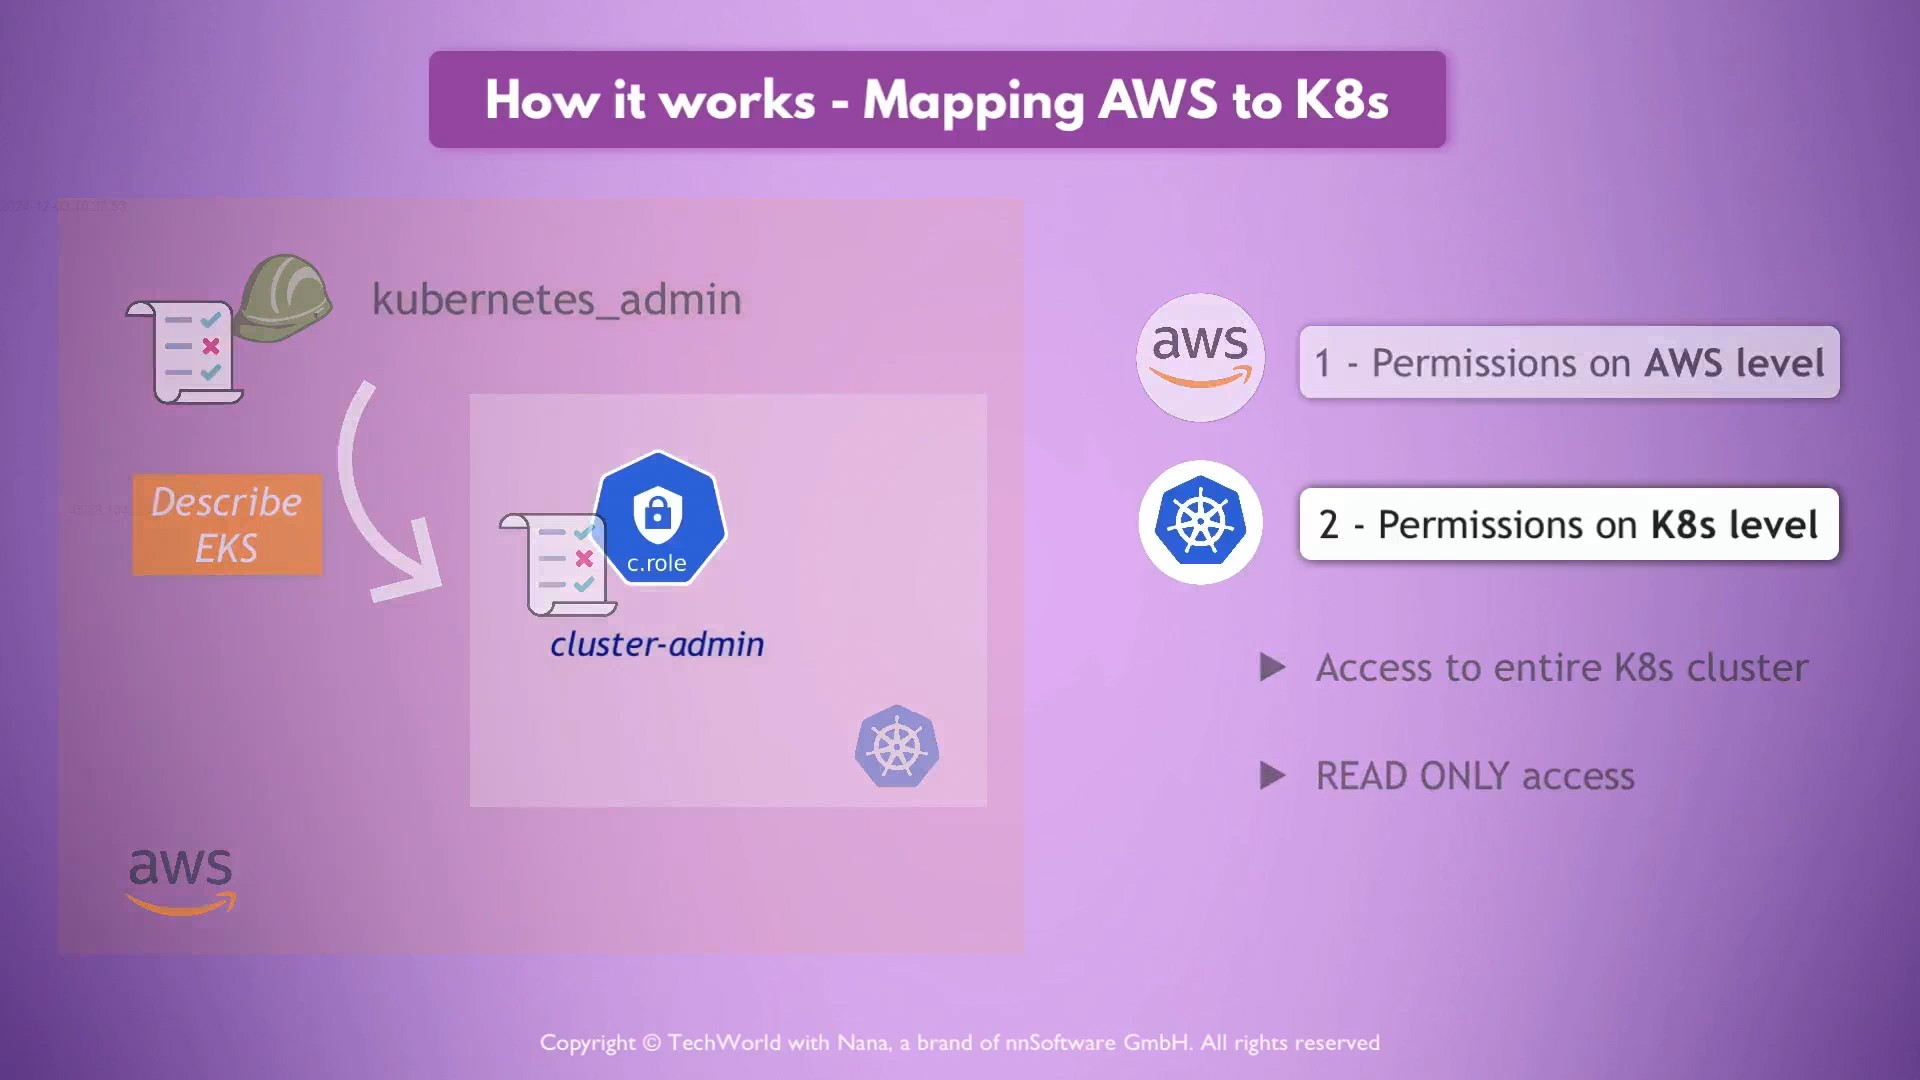 How it works - Mapping AWS to K8s
kubernetes_admin
Describe
EKS
c.role
cluster-admin
aws
aws
1 - Permissions on AWS level
2 - Permissions on K8s level
Access to entire K8s cluster
READ ONLY access
Copyright © TechWorld with Nana, a brand of nnSoftware GmbH. All rights reserved